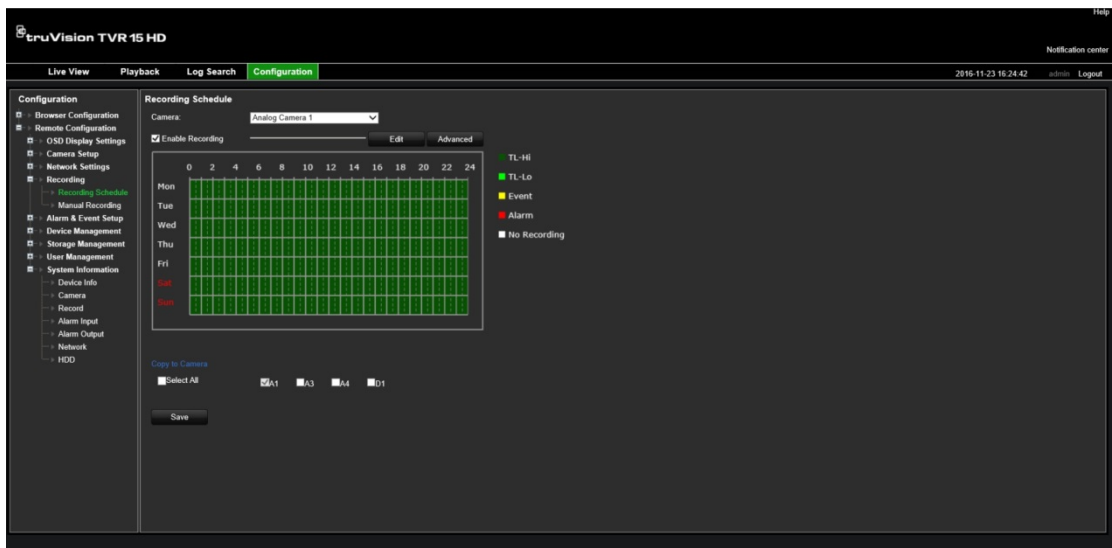 Help
truVision TVR 15 HD
Notification center
Live View Playback Log Search Configuration 2016-11-23 16:24:42 admin Logout
Configuration
Browser Configuration
Remote Configuration
OSD Display Settings
Camera Setup
Network Settings
Recording
Recording Schedule
Manual Recording
Alarm & Event Setup
Device Management
Storage Management
User Management
System Information
Device Info
Camera
Record
Alarm Input
Alarm Output
Network
HDD
Recording Schedule
Camera: Analog Camera 1
Enable Recording Edit Advanced
0 2 4 6 8 10 12 14 16 18 20 22 24
Mon
Tue
Wed
Thu
Fri
Sat
Sun
TL-Hi
TL-Lo
Event
Alarm
No Recording
Copy to Camera
Select All A1 A3 A4 D1
Save